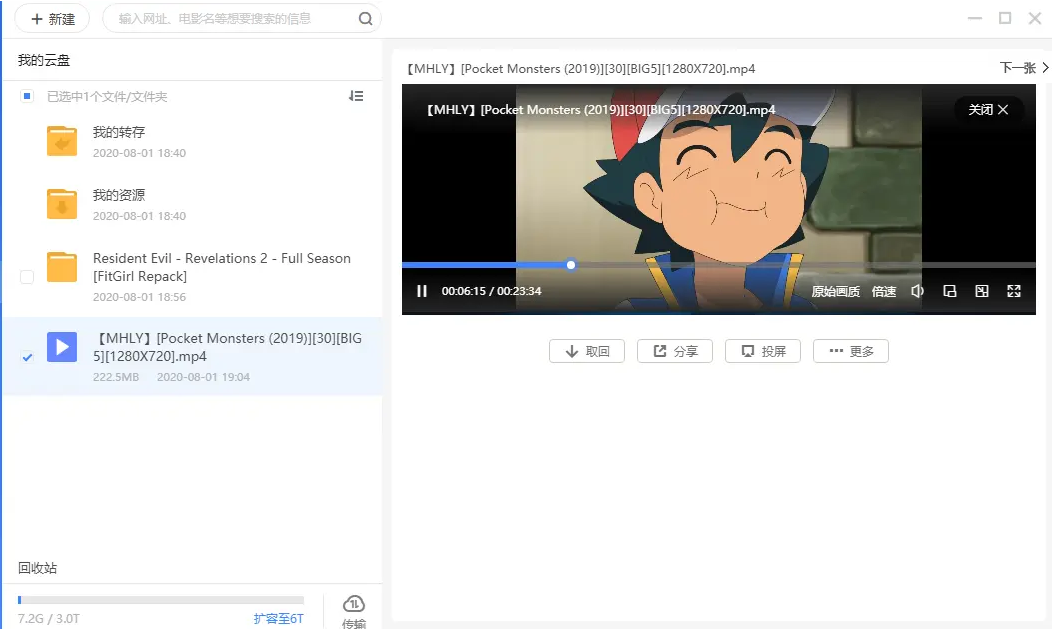 新建
输入网址、电影名等想要搜索的信息
我的云盘
已选中1个文件/文件夹
我的转存
2020-08-01 18:40
我的资源
2020-08-01 18:40
Resident Evil - Revelations 2 - Full Season
[FitGirl Repack]
2020-08-01 18:56
【MHLY】[Pocket Monsters (2019)][30][BIG
5][1280X720].mp4
222.5MB 2020-08-01 19:04
回收站
7.2G / 3.0T
扩容至6T
传输
【MHLY】[Pocket Monsters (2019)][30][BIG5][1280X720].mp4
下一张
【MHLY】[Pocket Monsters (2019)][30][BIG5][1280X720].mp4
关闭
00:06:15 / 00:23:34
原始画质 倍速
取回
分享
投屏
更多